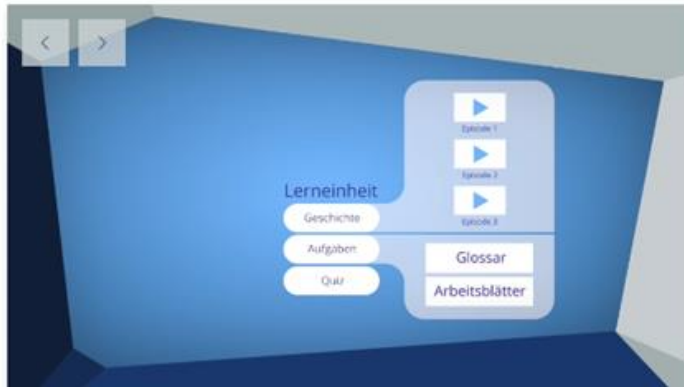 Lerneinheit
Geschichte
Aufgaben
Quiz
Episode 1
Episode 2
Episode 3
Glossar
Arbeitsblätter